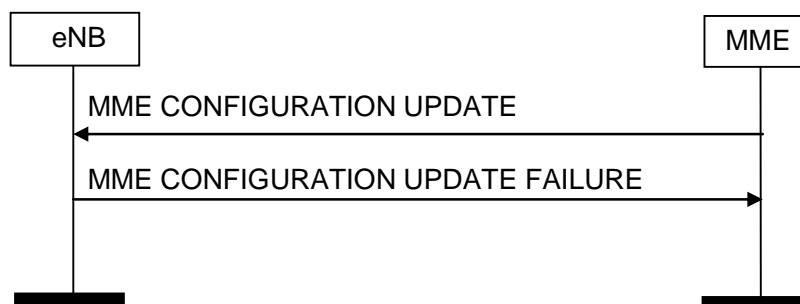 eNB
MME
MME CONFIGURATION UPDATE
MME CONFIGURATION UPDATE FAILURE